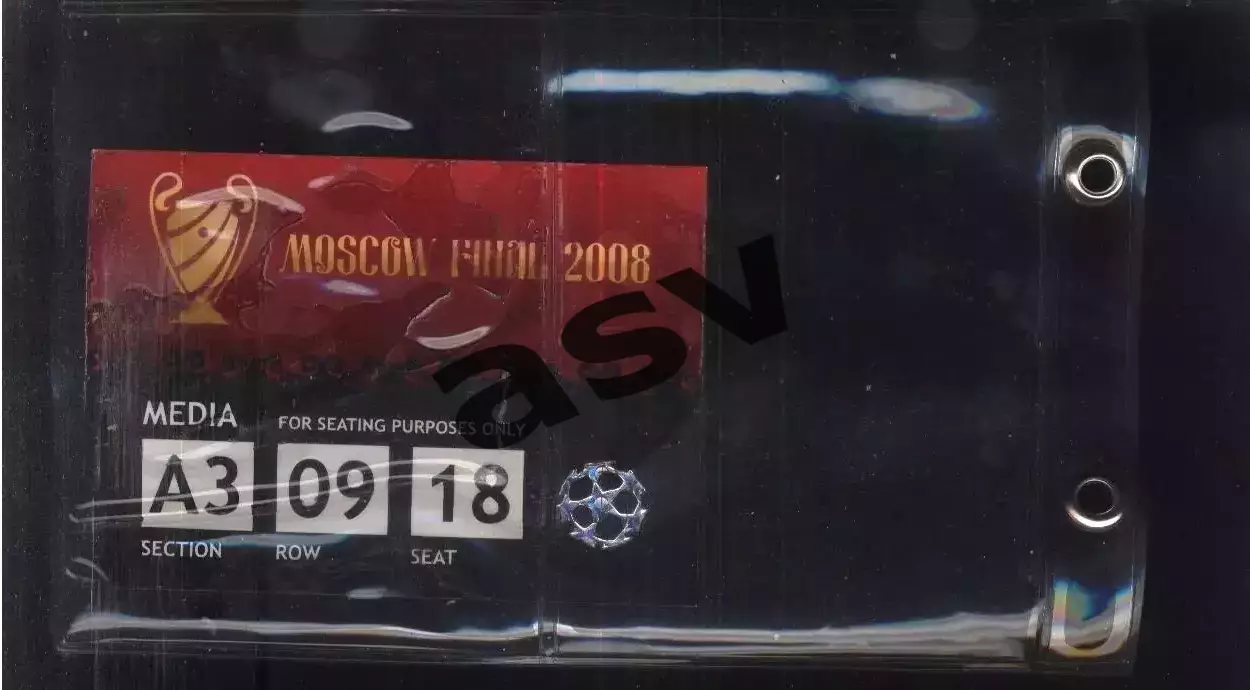 MOSCOW FINAL 2008
asv
MEDIA FOR SEATING PURPOSES ONLY
A3 09 18
SECTION ROW SEAT